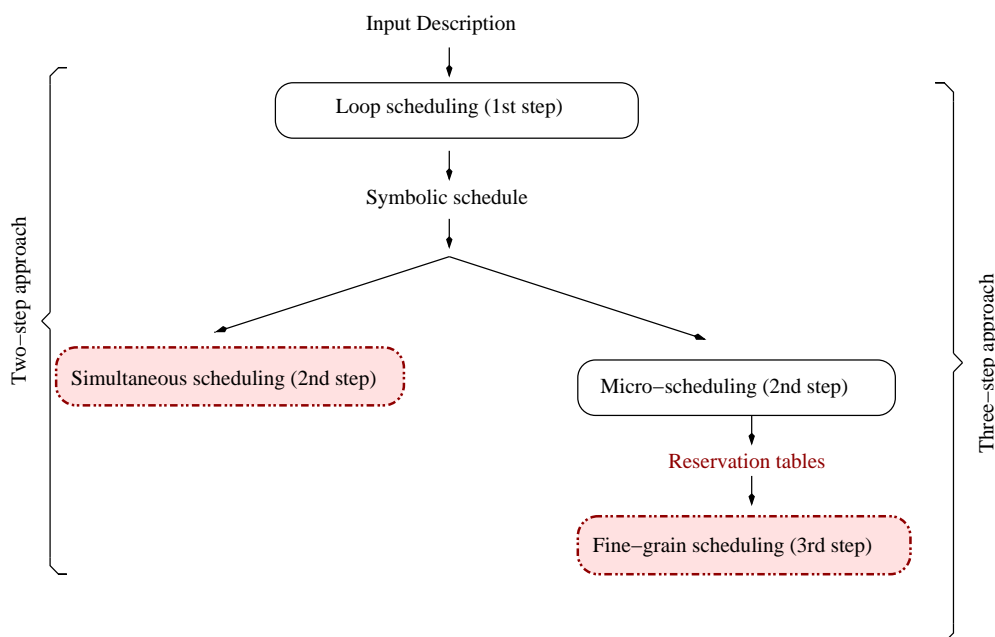 Input Description
Loop scheduling (1st step)
Symbolic schedule
Two−step approach
Simultaneous scheduling (2nd step)
Micro−scheduling (2nd step)
Reservation tables
Fine−grain scheduling (3rd step)
Three−step approach